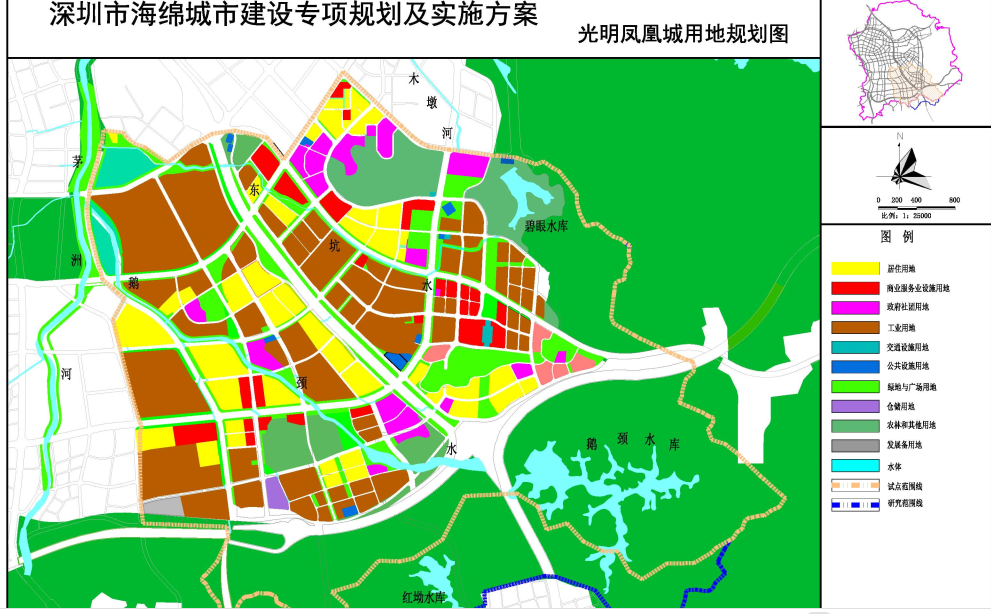 深圳市海绵城市建设专项规划及实施方案
光明凤凰城用地规划图
木
墩
河
茅
洲
河
东
坑
水
鹅
颈
水
碧眼水库
鹅颈水库
红坳水库
N
0 200 400 800
比例：1：25000
图 例
居住用地
商业服务业设施用地
政府社团用地
工业用地
交通设施用地
公共设施用地
绿地与广场用地
仓储用地
农林和其他用地
发展备用地
水体
试点范围线
研究范围线